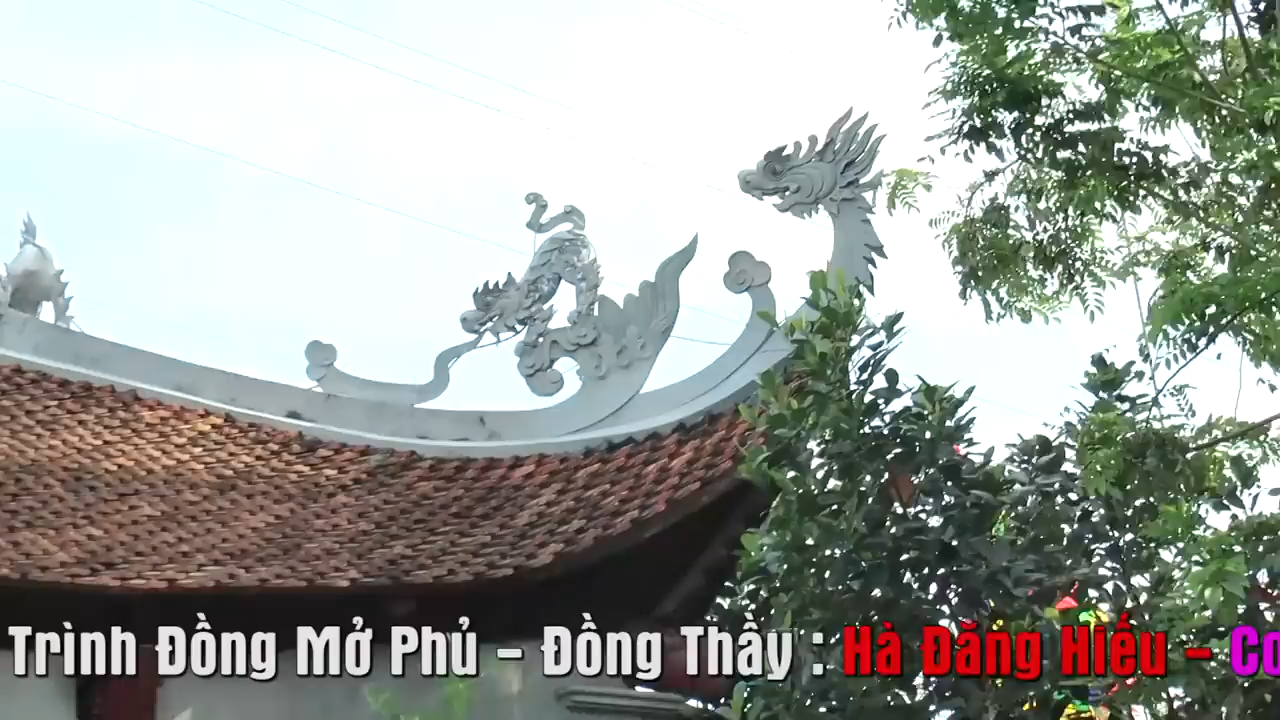 Trình Đồng Mở Phủ - Đồng Thầy : Hà Đăng Hiếu -